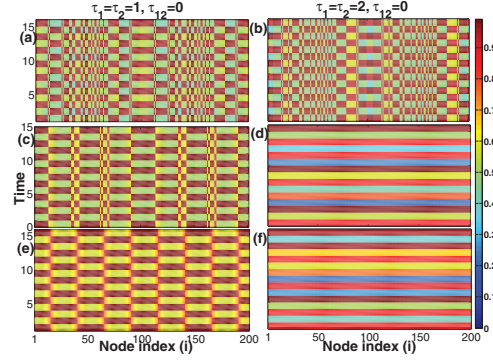 τ₁=τ₂=1, τ₁₂=0
τ₁=τ₂=2, τ₁₂=0
(a)
15
10
5
(b)
0.9
0.8
0.7
0.6
0.5
0.4
0.3
0.2
0.1
0
(c)
15
10
5
0
Time
(d)
(e)
15
10
5
(f)
1 50 100 150 200
1 50 100 150 200
Node index (i)
Node index (i)